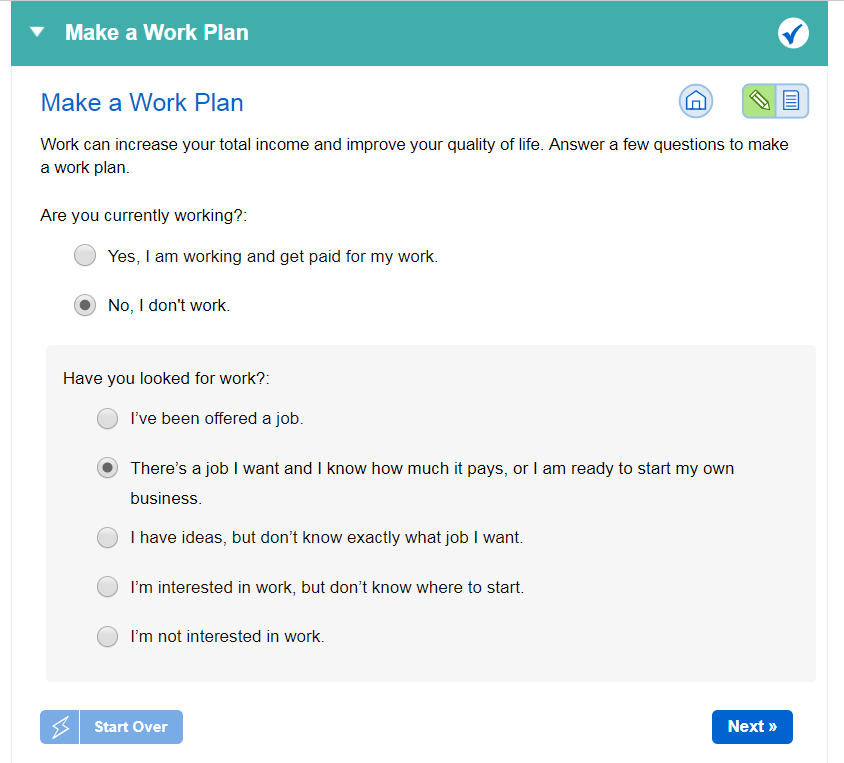 Make a Work Plan
Make a Work Plan
Work can increase your total income and improve your quality of life. Answer a few questions to make
a work plan.
Are you currently working?:
Yes, I am working and get paid for my work.
No, I don't work.
Have you looked for work?:
I’ve been offered a job.
There’s a job I want and I know how much it pays, or I am ready to start my own
business.
I have ideas, but don’t know exactly what job I want.
I’m interested in work, but don’t know where to start.
I’m not interested in work.
Start Over
Next »